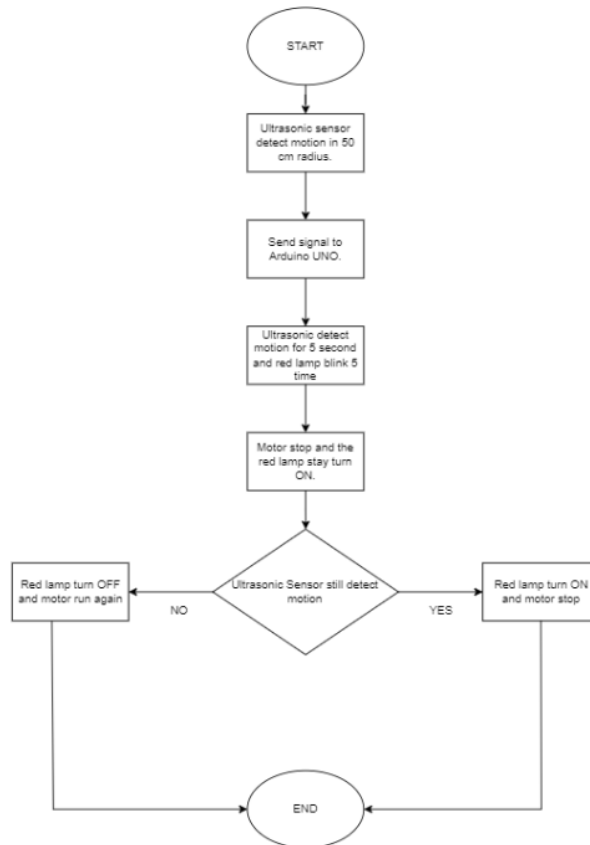 START
Ultrasonic sensor
detect motion in 50
cm radius.
Send signal to
Arduino UNO.
Ultrasonic detect
motion for 5 second
and red lamp blink 5
time
Motor stop and the
red lamp stay turn
ON.
Ultrasonic Sensor still detect
motion
Red lamp turn OFF
and motor run again
NO
YES
Red lamp turn ON
and motor stop
END